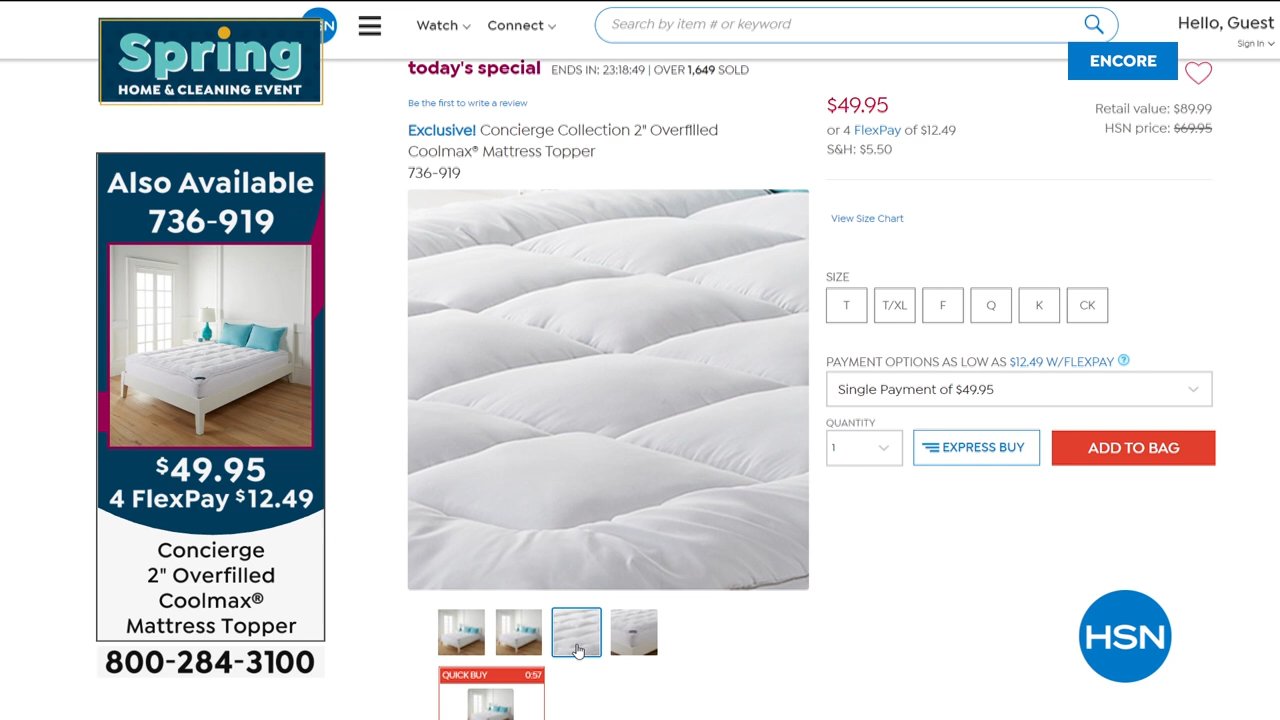 Spring
HOME & CLEANING EVENT
Watch
Connect
Search by item # or keyword
Hello, Guest
Sign In
ENCORE
Also Available
736-919
$49.95
4 FlexPay $12.49
Concierge
2" Overfilled
Coolmax®
Mattress Topper
800-284-3100
today's special ENDS IN: 23:18:49 | OVER 1,649 SOLD
Be the first to write a review
Exclusive! Concierge Collection 2" Overfilled
Coolmax® Mattress Topper
736-919
$49.95
or 4 FlexPay of $12.49
S&H: $5.50
Retail value: $89.99
HSN price: $69.95
View Size Chart
SIZE
T T/XL F Q K CK
PAYMENT OPTIONS AS LOW AS $12.49 W/FLEXPAY ?
Single Payment of $49.95
QUANTITY
1
EXPRESS BUY
ADD TO BAG
QUICK BUY 0:57
HSN